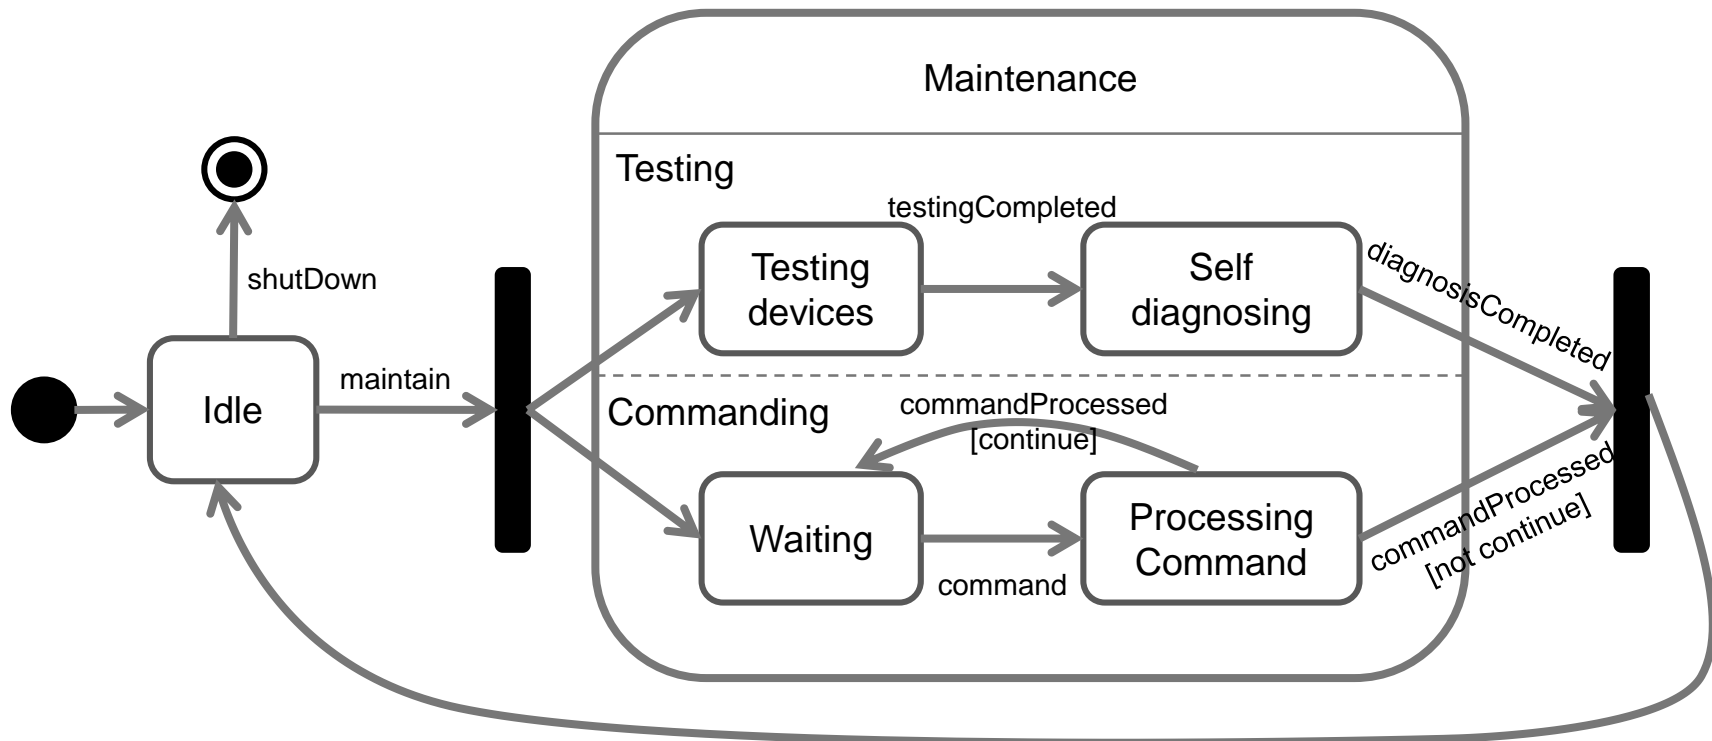 Maintenance
Testing
testingCompleted
Testing
devices
Self
diagnosing
diagnosisCompleted
shutDown
maintain
Idle
Commanding
commandProcessed
[continue]
Waiting
command
Processing
Command
commandProcessed
[not continue]